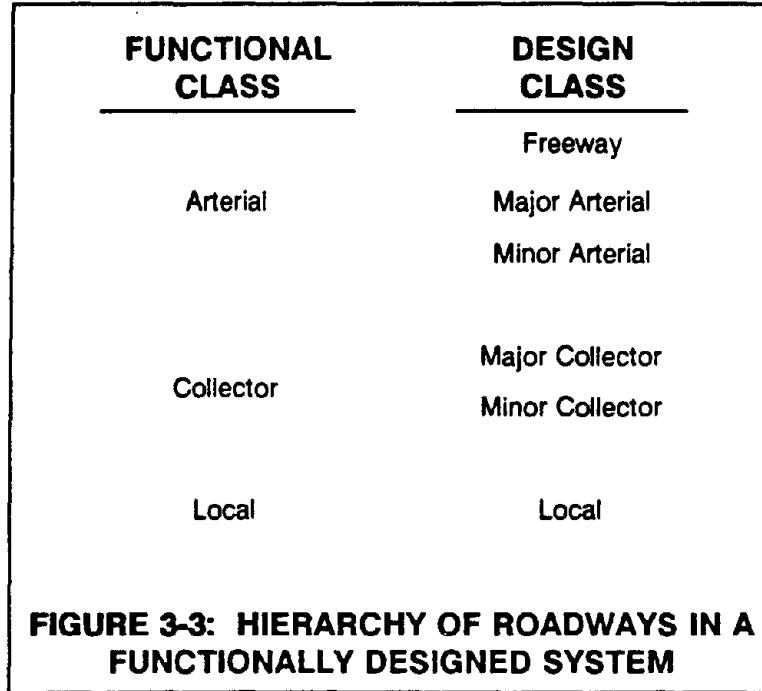 FUNCTIONAL CLASS
DESIGN CLASS
Freeway
Arterial
Major Arterial
Minor Arterial
Major Collector
Collector
Minor Collector
Local
Local
FIGURE 3-3: HIERARCHY OF ROADWAYS IN A
FUNCTIONALLY DESIGNED SYSTEM